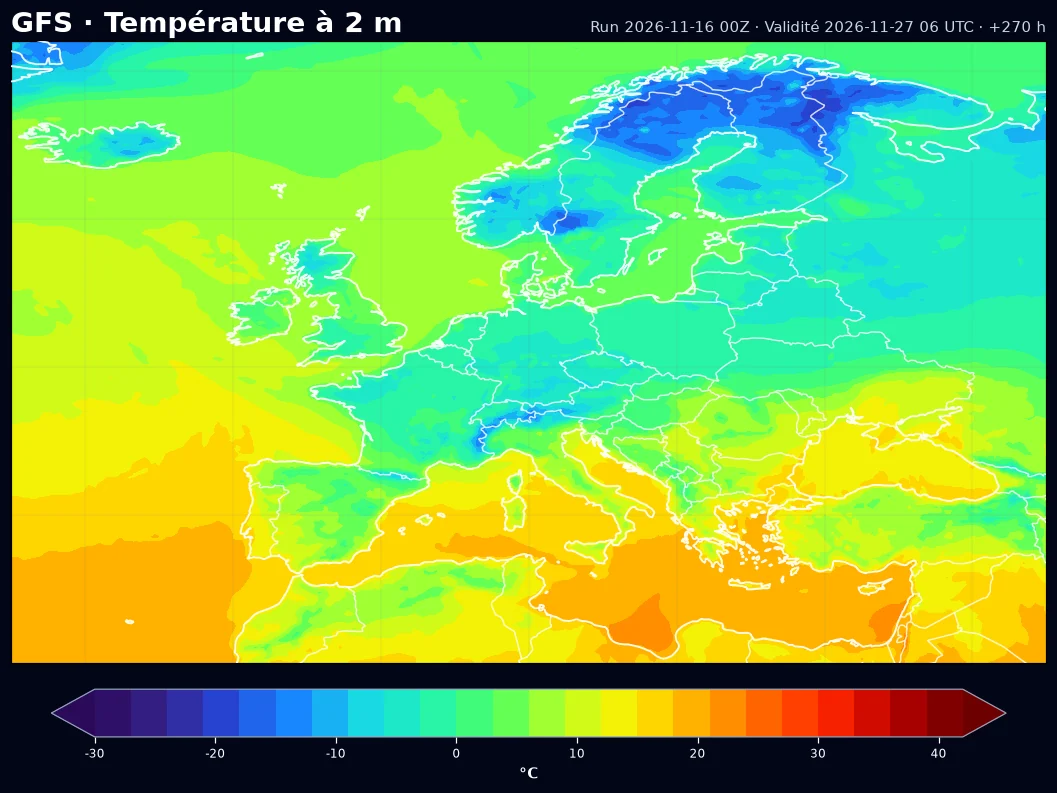 GFS · Température à 2 m
Run 2026-11-16 00Z · Validité 2026-11-27 06 UTC · +270 h
-30 -20 -10 0 10 20 30 40
°C